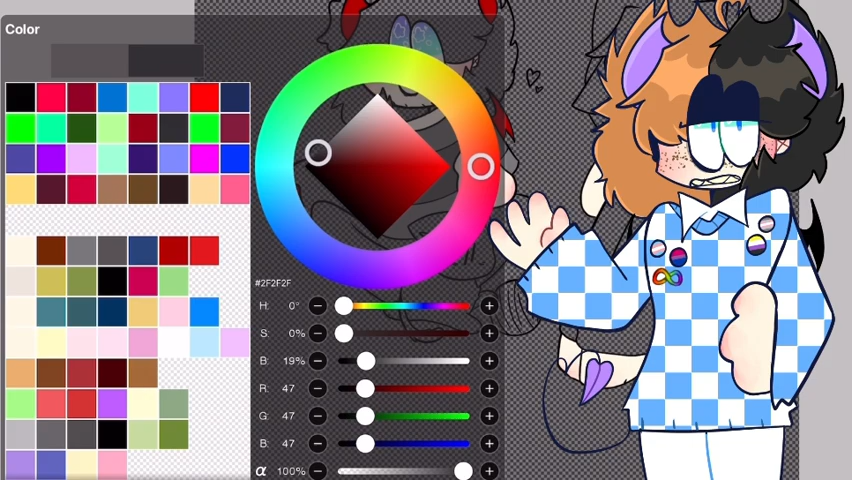 Color
#2F2F2F
H: 0°
S: 0%
B: 19%
R: 47
G: 47
B: 47
α 100%